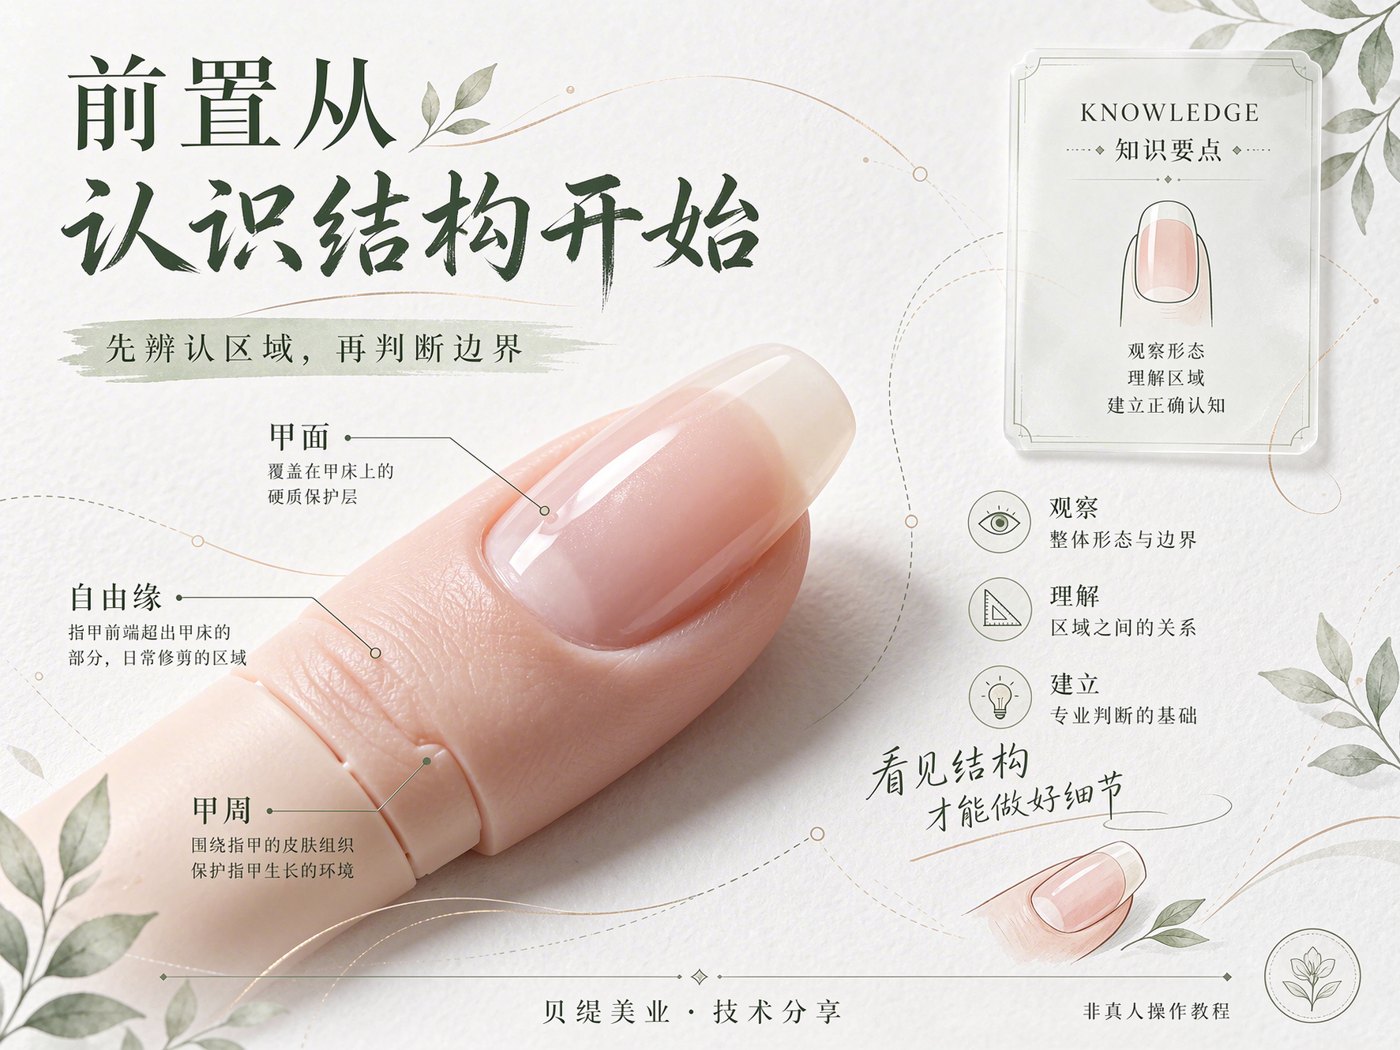 前置从
认识结构开始
先辨认区域，再判断边界
甲面
覆盖在甲床上的
硬质保护层
自由缘
指甲前端超出甲床的
部分，日常修剪的区域
甲周
围绕指甲的皮肤组织
保护指甲生长的环境
KNOWLEDGE
知识要点
观察形态
理解区域
建立正确认知
观察
整体形态与边界
理解
区域之间的关系
建立
专业判断的基础
看见结构
才能做好细节
贝缇美业·技术分享
非真人操作教程